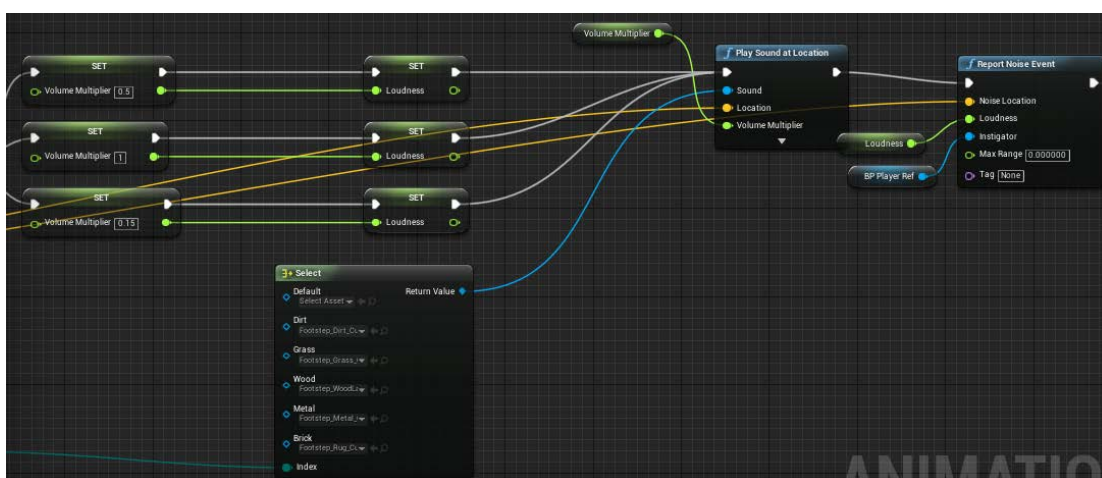 Volume Multiplier
SET
SET
Play Sound at Location
Report Noise Event
Volume Multiplier 0.5
Loudness
Sound
Location
Volume Multiplier
Noise Location
Loudness
Instigator
Max Range 0.000000
Tag None
SET
SET
Volume Multiplier 1
Loudness
Loudness
BP Player Ref
SET
SET
Volume Multiplier 0.15
Loudness
Select
Default
Return Value
Select Asset
Dirt
Footstep_Dirt_Cu
Grass
Footstep_Grass_
Wood
Footstep_WoodL
Metal
Footstep_Metal_
Brick
Footstep_Rug_Cu
Index
ANIMATIO